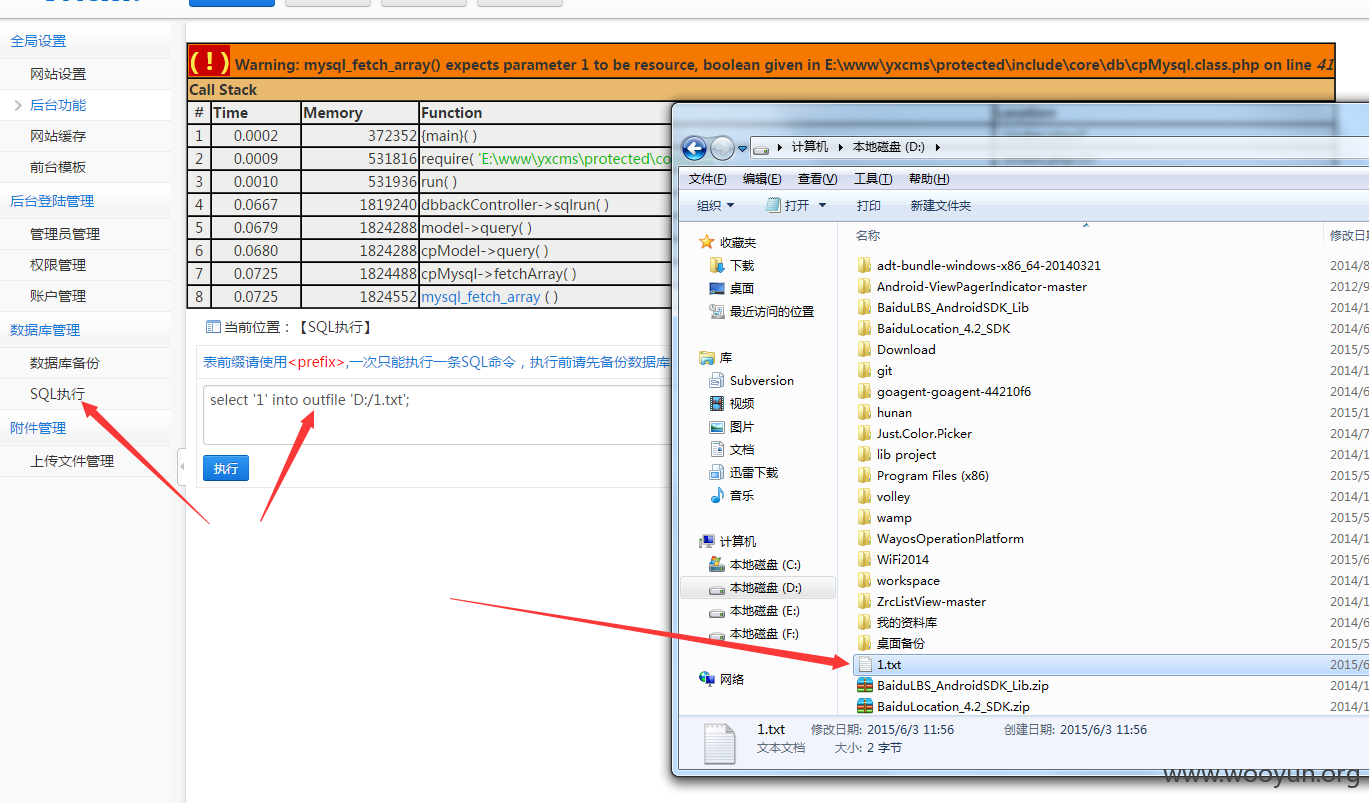 全局设置
网站设置
后台功能
网站缓存
前台模板
后台登陆管理
管理员管理
权限管理
账户管理
数据库管理
数据库备份
SQL执行
附件管理
上传文件管理
( ! ) Warning: mysql_fetch_array() expects parameter 1 to be resource, boolean given in E:\www\yxcms\protected\include\core\db\cpMysql.class.php on line 41
Call Stack
# Time Memory Function Location
1 0.0002 372352 {main}( )
2 0.0009 531816 require( 'E:\www\yxcms\protected\co
3 0.0010 531936 run( )
4 0.0667 1819240 dbbackController->sqlrun( )
5 0.0679 1824288 model->query( )
6 0.0680 1824288 cpModel->query( )
7 0.0725 1824488 cpMysql->fetchArray( )
8 0.0725 1824552 mysql_fetch_array ( )
当前位置：【SQL执行】
表前缀请使用<prefix>,一次只能执行一条SQL命令，执行前请先备份数据库
select '1' into outfile 'D:/1.txt';
执行
计算机 本地磁盘 (D:)
文件(F) 编辑(E) 查看(V) 工具(T) 帮助(H)
组织 打开 打印 新建文件夹
收藏夹
下载
桌面
最近访问的位置
库
Subversion
视频
图片
文档
迅雷下载
音乐
计算机
本地磁盘 (C:)
本地磁盘 (D:)
本地磁盘 (E:)
本地磁盘 (F:)
网络
名称 修改日
adt-bundle-windows-x86_64-20140321 2014/8
Android-ViewPagerIndicator-master 2012/9
BaiduLBS_AndroidSDK_Lib 2014/1
BaiduLocation_4.2_SDK 2014/1
Download 2015/5
git 2014/1
goagent-goagent-44210f6 2014/6
hunan 2015/1
Just.Color.Picker 2014/7
lib project 2014/1
Program Files (x86) 2015/5
volley 2014/1
wamp 2015/5
WayosOperationPlatform 2014/1
WiFi2014 2015/6
workspace 2014/1
ZrcListView-master 2014/1
我的资料库 2014/6
桌面备份 2015/5
1.txt 2015/6
BaiduLBS_AndroidSDK_Lib.zip 2014/1
BaiduLocation_4.2_SDK.zip 2014/1
1.txt 修改日期: 2015/6/3 11:56 创建日期: 2015/6/3 11:56
文本文档 大小: 2 字节
www.wooyun.org